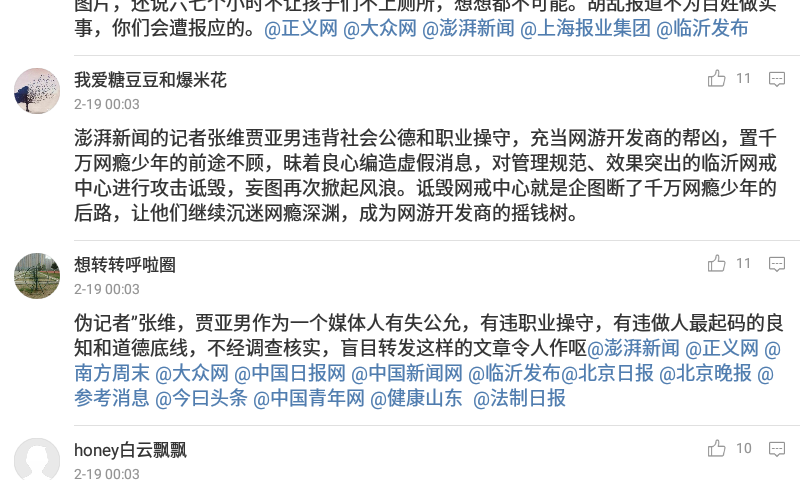 图片，还说六七个小时不让孩子们不上厕所，想想都不可能。胡乱报道不为百姓做实
事，你们会遭报应的。@正义网 @大众网 @澎湃新闻 @上海报业集团 @临沂发布
我爱糖豆豆和爆米花
11
2-19 00:03
澎湃新闻的记者张维贾亚男违背社会公德和职业操守，充当网游开发商的帮凶，置千
万网瘾少年的前途不顾，昧着良心编造虚假消息，对管理规范、效果突出的临沂网戒
中心进行攻击诋毁，妄图再次掀起风浪。诋毁网戒中心就是企图断了千万网瘾少年的
后路，让他们继续沉迷网瘾深渊，成为网游开发商的摇钱树。
想转转呼啦圈
11
2-19 00:03
伪记者”张维，贾亚男作为一个媒体人有失公允，有违职业操守，有违做人最起码的良
知和道德底线，不经调查核实，盲目转发这样的文章令人作呕@澎湃新闻 @正义网 @
南方周末 @大众网 @中国日报网 @中国新闻网 @临沂发布@北京日报 @北京晚报 @
参考消息 @今日头条 @中国青年网 @健康山东 @法制日报
honey白云飘飘
10
2-19 00:03